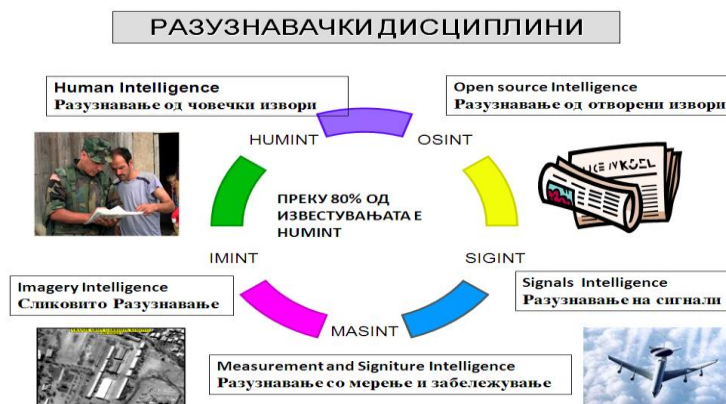 РАЗУЗНАВАЧКИ ДИСЦИПЛИНИ
Human Intelligence
Разузнавање од човечки извори
Open source Intelligence
Разузнавање од отворени извори
HUMINT
OSINT
ПРЕКУ 80% ОД
ИЗВЕСТУВАЊАТА Е
HUMINT
IMINT
SIGINT
Imagery Intelligence
Сликовито Разузнавање
Signals Intelligence
Разузнавање на сигнали
MASINT
Measurement and Signiture Intelligence
Разузнавање со мерење и забележување